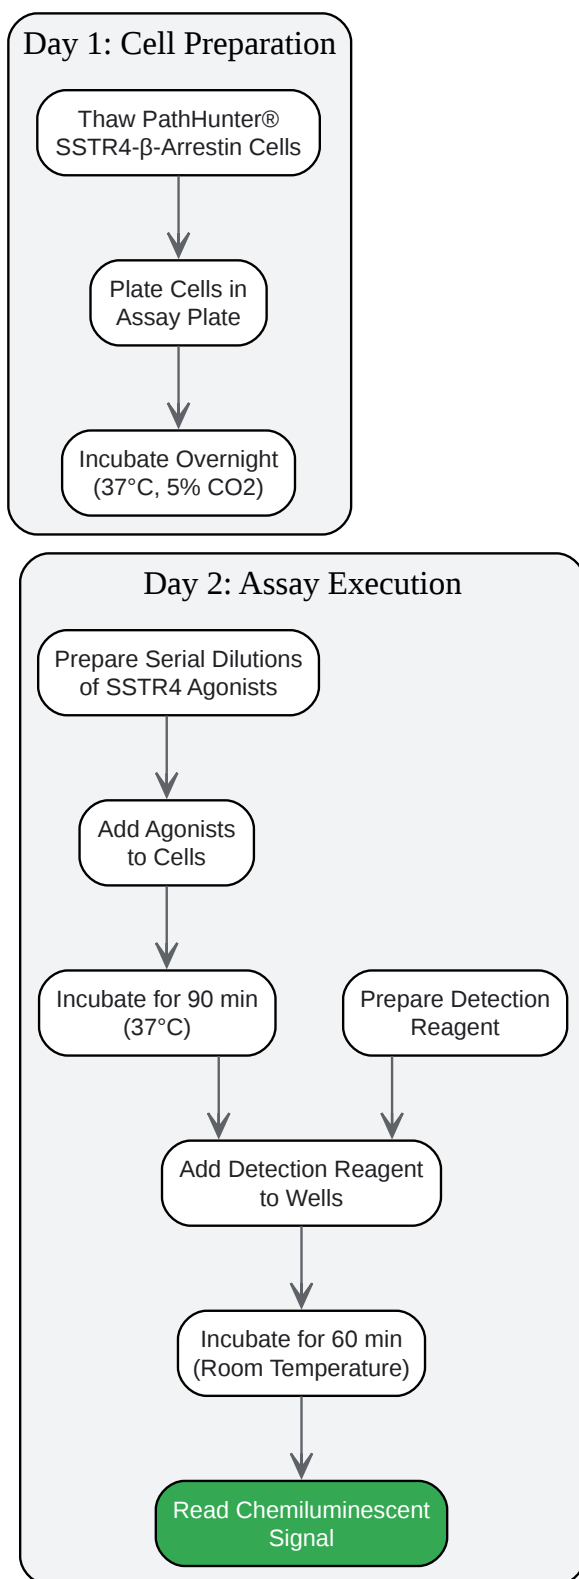 Day 1: Cell Preparation
Thaw PathHunter®
SSTR4-β-Arrestin Cells
Plate Cells in
Assay Plate
Incubate Overnight
(37°C, 5% CO2)
Day 2: Assay Execution
Prepare Serial Dilutions
of SSTR4 Agonists
Add Agonists
to Cells
Incubate for 90 min
(37°C)
Prepare Detection
Reagent
Add Detection Reagent
to Wells
Incubate for 60 min
(Room Temperature)
Read Chemiluminescent
Signal